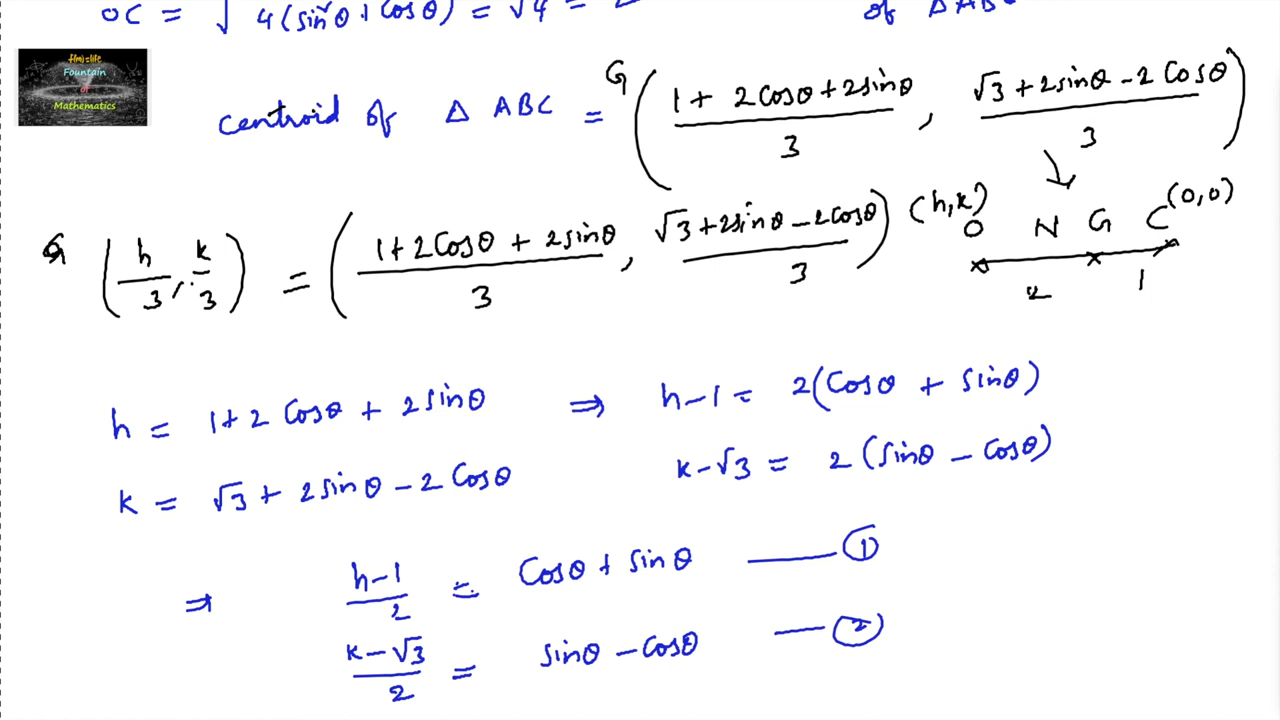 OC = √4(sin²θ + cosθ) = √4 =
of Δ ABC
f(m)=life
Fountain
of
Mathematics
centroid of Δ ABC = G ( (1 + 2cosθ + 2sinθ)/3 , (√3 + 2sinθ - 2cosθ)/3 )
G (h/3, k/3) = ( (1 + 2cosθ + 2sinθ)/3 , (√3 + 2sinθ - 2cosθ)/3 )
(h,k) (0,0)
O N G C
2 1
h = 1 + 2cosθ + 2sinθ ⇒ h-1 = 2(cosθ + sinθ)
k = √3 + 2sinθ - 2cosθ k-√3 = 2(sinθ - cosθ)
⇒ (h-1)/2 = cosθ + sinθ —— ①
(k-√3)/2 = sinθ - cosθ —— ②